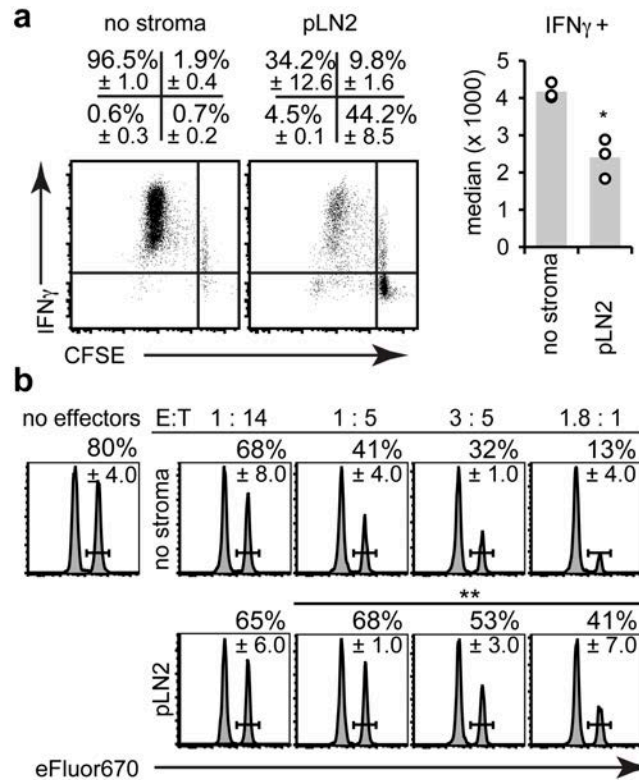 a
no stroma pLN2 IFNγ +
96.5% 1.9% 34.2% 9.8%
± 1.0 ± 0.4 ± 12.6 ± 1.6
0.6% 0.7% 4.5% 44.2%
± 0.3 ± 0.2 ± 0.1 ± 8.5
IFNγ
CFSE
median (x 1000)
5
4
3
2
1
0
*
no stroma
pLN2
b
no effectors E:T 1 : 14 1 : 5 3 : 5 1.8 : 1
80% 68% 41% 32% 13%
± 4.0 ± 8.0 ± 4.0 ± 1.0 ± 4.0
no stroma
**
65% 68% 53% 41%
± 6.0 ± 1.0 ± 3.0 ± 7.0
pLN2
eFluor670